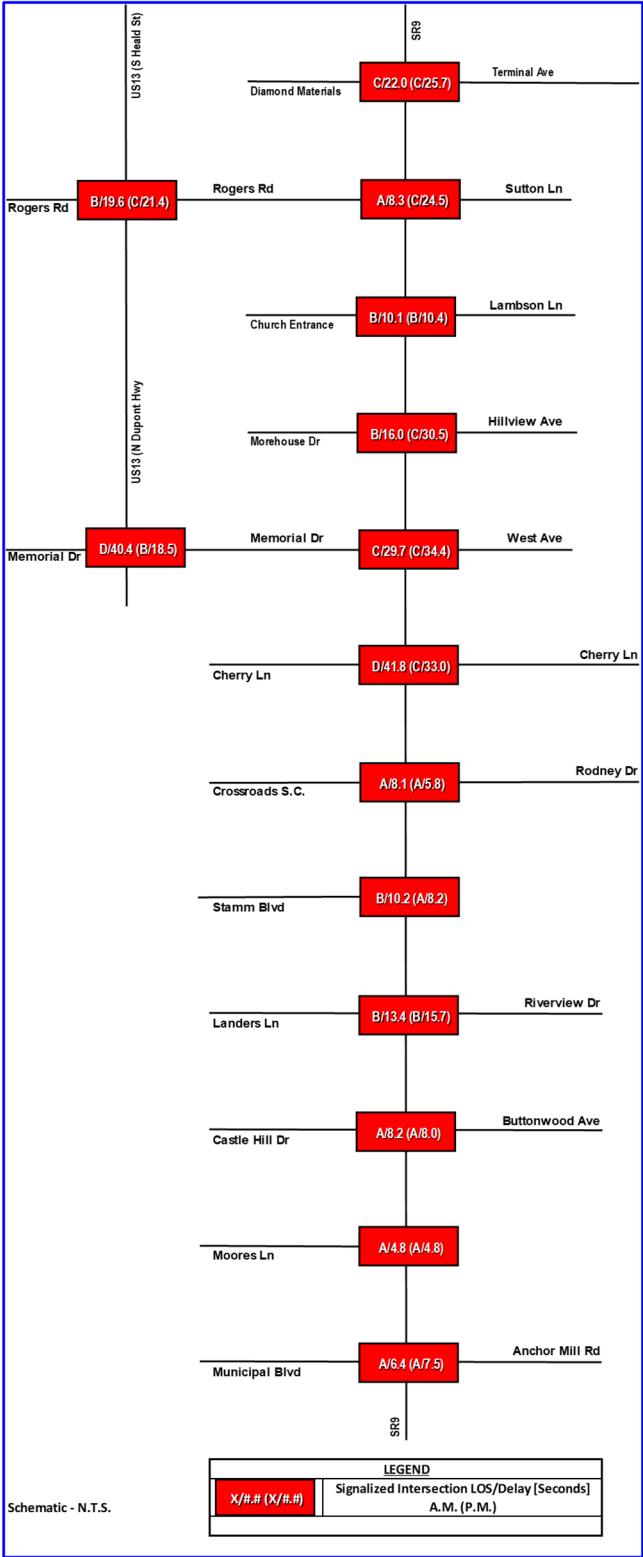 US13 (S Heald St)
SR9
Diamond Materials
C/22.0 (C/25.7)
Terminal Ave
Rogers Rd
B/19.6 (C/21.4)
Rogers Rd
A/8.3 (C/24.5)
Sutton Ln
Church Entrance
B/10.1 (B/10.4)
Lambson Ln
US13 (N Dupont Hwy
Morehouse Dr
B/16.0 (C/30.5)
Hillview Ave
Memorial Dr
D/40.4 (B/18.5)
Memorial Dr
C/29.7 (C/34.4)
West Ave
Cherry Ln
D/41.8 (C/33.0)
Cherry Ln
Crossroads S.C.
A/8.1 (A/5.8)
Rodney Dr
Stamm Blvd
B/10.2 (A/8.2)
Landers Ln
B/13.4 (B/15.7)
Riverview Dr
Castle Hill Dr
A/8.2 (A/8.0)
Buttonwood Ave
Moores Ln
A/4.8 (A/4.8)
Municipal Blvd
A/6.4 (A/7.5)
Anchor Mill Rd
SR9
Schematic - N.T.S.
LEGEND
X/#.# (X/#.#)
Signalized Intersection LOS/Delay [Seconds]
A.M. (P.M.)